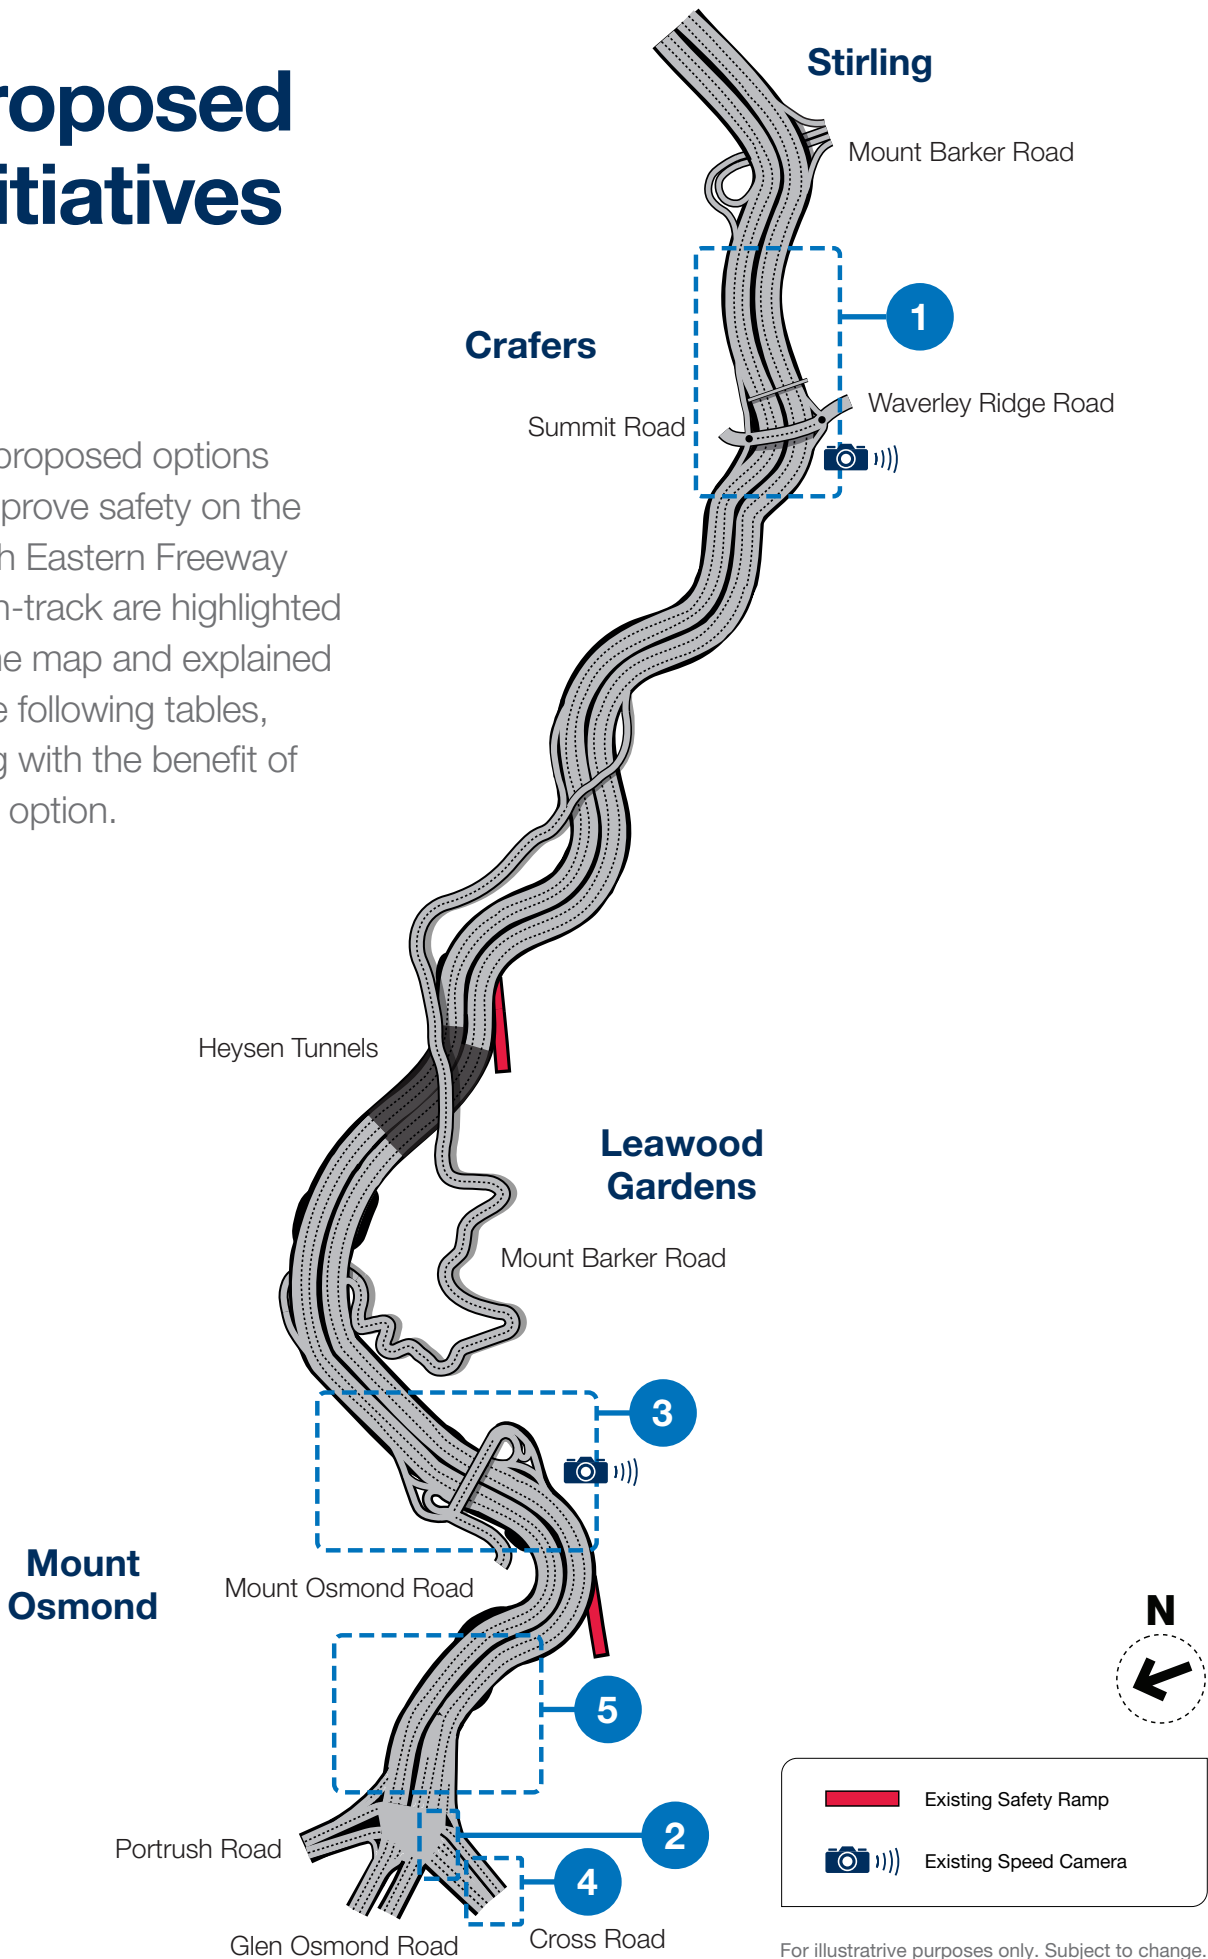 roposed
itiatives
proposed options
prove safety on the
h Eastern Freeway
n-track are highlighted
e map and explained
e following tables,
g with the benefit of
option.
Stirling
Mount Barker Road
1
Crafers
Summit Road
Waverley Ridge Road
Heysen Tunnels
Leawood
Gardens
Mount Barker Road
3
Mount
Osmond
Mount Osmond Road
N
5
Portrush Road
2
4
Glen Osmond Road
Cross Road
Existing Safety Ramp
Existing Speed Camera
For illustratrive purposes only. Subject to change.